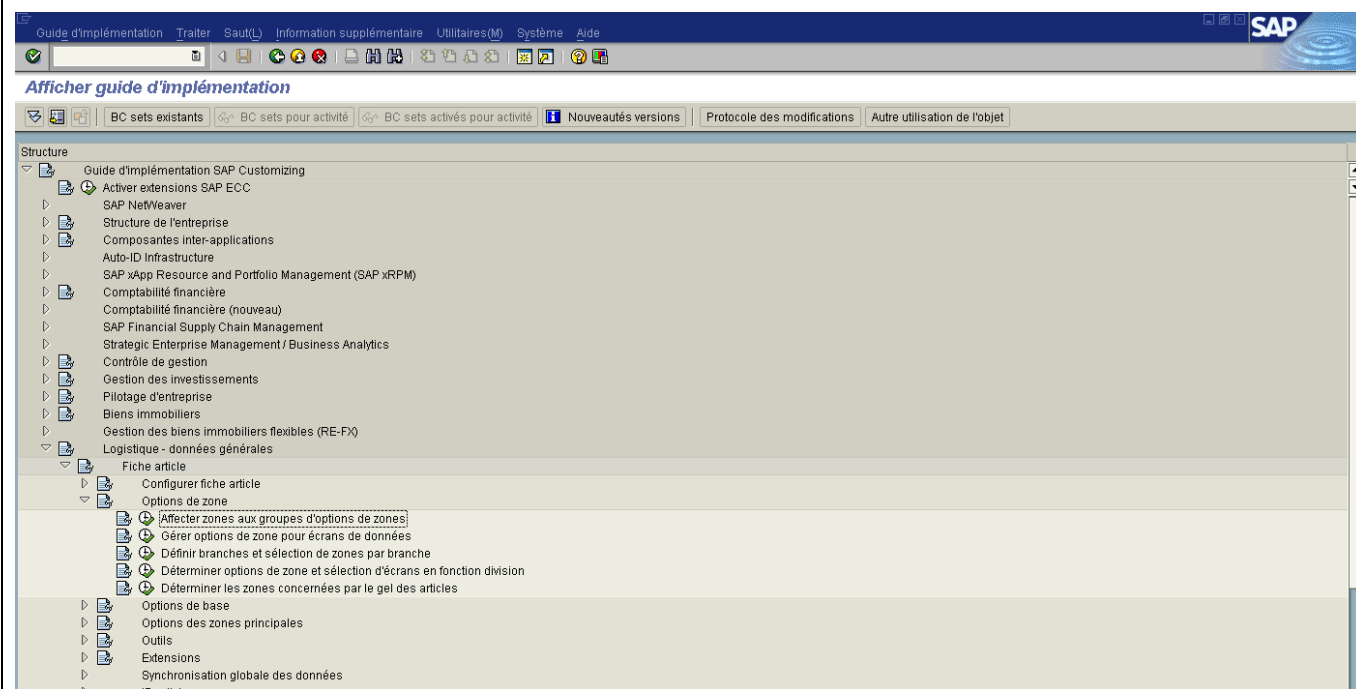 Guide d'implémentation Traiter Saut(L) Information supplémentaire Utilitaires(M) Système Aide
SAP
Afficher guide d'implémentation
BC sets existants BC sets pour activité BC sets activés pour activité Nouveautés versions Protocole des modifications Autre utilisation de l'objet
Structure
Guide d'implémentation SAP Customizing
Activer extensions SAP ECC
SAP NetWeaver
Structure de l'entreprise
Composantes inter-applications
Auto-ID Infrastructure
SAP xApp Resource and Portfolio Management (SAP xRPM)
Comptabilité financière
Comptabilité financière (nouveau)
SAP Financial Supply Chain Management
Strategic Enterprise Management / Business Analytics
Contrôle de gestion
Gestion des investissements
Pilotage d'entreprise
Biens immobiliers
Gestion des biens immobiliers flexibles (RE-FX)
Logistique - données générales
Fiche article
Configurer fiche article
Options de zone
Affecter zones aux groupes d'options de zones
Gérer options de zone pour écrans de données
Définir branches et sélection de zones par branche
Déterminer options de zone et sélection d'écrans en fonction division
Déterminer les zones concernées par le gel des articles
Options de base
Options des zones principales
Outils
Extensions
Synchronisation globale des données